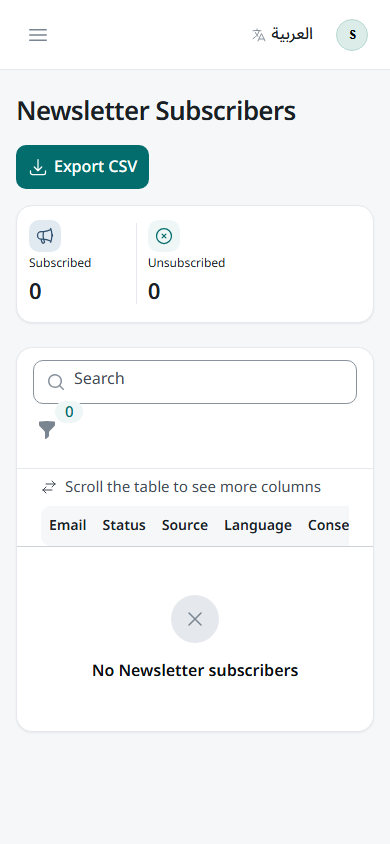 العربية
S
Newsletter Subscribers
Export CSV
Subscribed
Unsubscribed
0
0
Search
0
Scroll the table to see more columns
Email Status Source Language Conse
No Newsletter subscribers